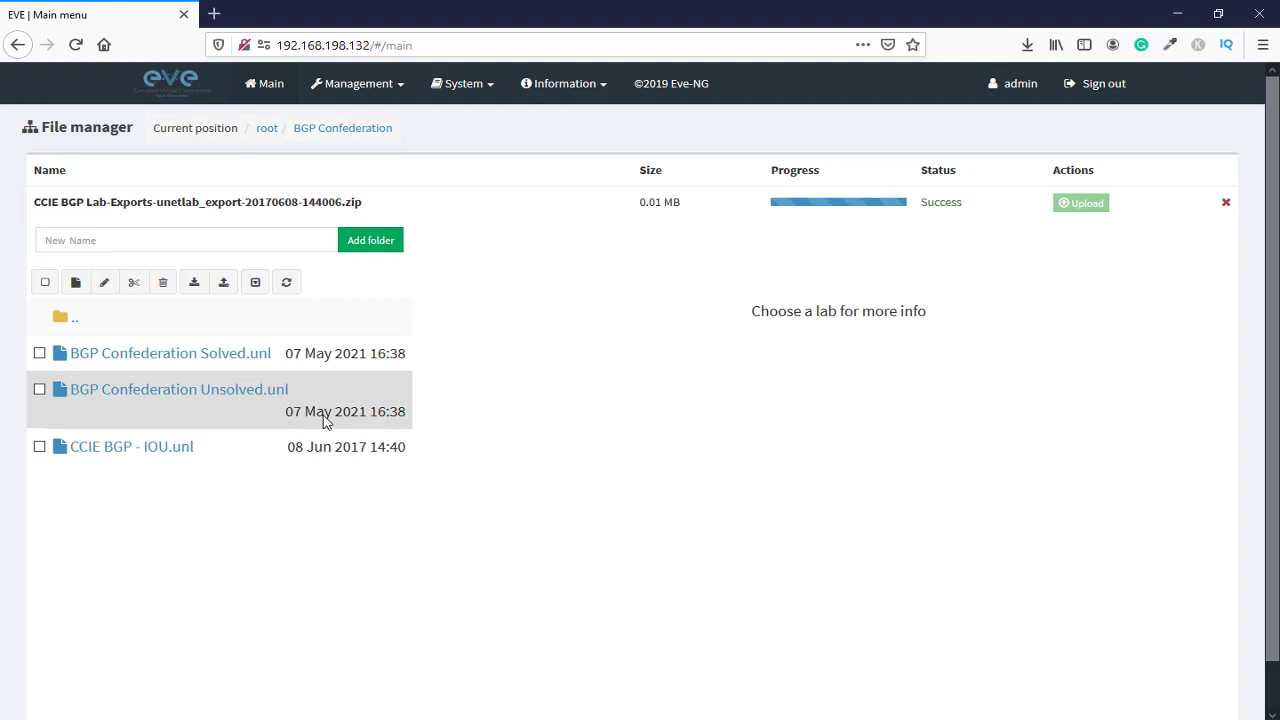 EVE | Main menu
192.168.198.132/#/main
IQ
eve
Main
Management
System
Information
©2019 Eve-NG
admin
Sign out
File manager
Current position / root / BGP Confederation
Name Size Progress Status Actions
CCIE BGP Lab-Exports-unetlab_export-20170608-144006.zip 0.01 MB Success Upload
New Name Add folder
..
Choose a lab for more info
BGP Confederation Solved.unl 07 May 2021 16:38
BGP Confederation Unsolved.unl
07 May 2021 16:38
CCIE BGP - IOU.unl 08 Jun 2017 14:40